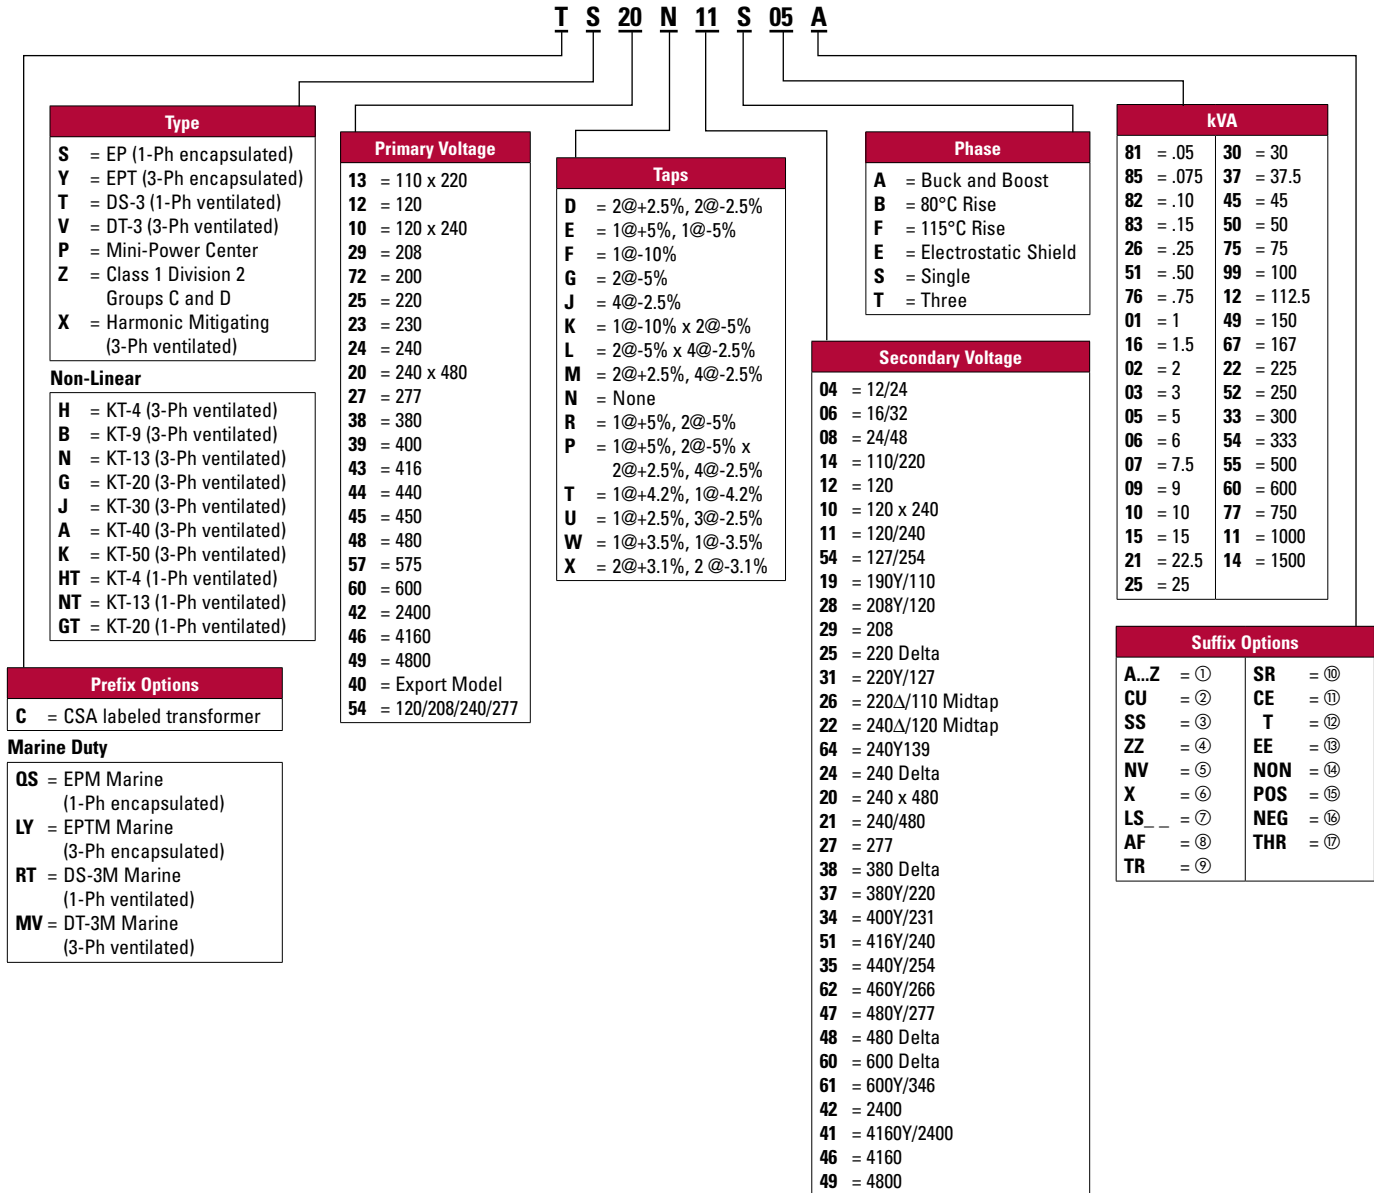 T S 20 N 11 S 05 A
Type
S = EP (1-Ph encapsulated)
Y = EPT (3-Ph encapsulated)
T = DS-3 (1-Ph ventilated)
V = DT-3 (3-Ph ventilated)
P = Mini-Power Center
Z = Class 1 Division 2
Groups C and D
X = Harmonic Mitigating
(3-Ph ventilated)
Non-Linear
H = KT-4 (3-Ph ventilated)
B = KT-9 (3-Ph ventilated)
N = KT-13 (3-Ph ventilated)
G = KT-20 (3-Ph ventilated)
J = KT-30 (3-Ph ventilated)
A = KT-40 (3-Ph ventilated)
K = KT-50 (3-Ph ventilated)
HT = KT-4 (1-Ph ventilated)
NT = KT-13 (1-Ph ventilated)
GT = KT-20 (1-Ph ventilated)
Prefix Options
C = CSA labeled transformer
Marine Duty
QS = EPM Marine
(1-Ph encapsulated)
LY = EPTM Marine
(3-Ph encapsulated)
RT = DS-3M Marine
(1-Ph ventilated)
MV = DT-3M Marine
(3-Ph ventilated)
Primary Voltage
13 = 110 x 220
12 = 120
10 = 120 x 240
29 = 208
72 = 200
25 = 220
23 = 230
24 = 240
20 = 240 x 480
27 = 277
38 = 380
39 = 400
43 = 416
44 = 440
45 = 450
48 = 480
57 = 575
60 = 600
42 = 2400
46 = 4160
49 = 4800
40 = Export Model
54 = 120/208/240/277
Taps
D = 2@+2.5%, 2@-2.5%
E = 1@+5%, 1@-5%
F = 1@-10%
G = 2@-5%
J = 4@-2.5%
K = 1@-10% x 2@-5%
L = 2@-5% x 4@-2.5%
M = 2@+2.5%, 4@-2.5%
N = None
R = 1@+5%, 2@-5%
P = 1@+5%, 2@-5% x
2@+2.5%, 4@-2.5%
T = 1@+4.2%, 1@-4.2%
U = 1@+2.5%, 3@-2.5%
W = 1@+3.5%, 1@-3.5%
X = 2@+3.1%, 2 @-3.1%
Phase
A = Buck and Boost
B = 80°C Rise
F = 115°C Rise
E = Electrostatic Shield
S = Single
T = Three
Secondary Voltage
04 = 12/24
06 = 16/32
08 = 24/48
14 = 110/220
12 = 120
10 = 120 x 240
11 = 120/240
54 = 127/254
19 = 190Y/110
28 = 208Y/120
29 = 208
25 = 220 Delta
31 = 220Y/127
26 = 220Δ/110 Midtap
22 = 240Δ/120 Midtap
64 = 240Y139
24 = 240 Delta
20 = 240 x 480
21 = 240/480
27 = 277
38 = 380 Delta
37 = 380Y/220
34 = 400Y/231
51 = 416Y/240
35 = 440Y/254
62 = 460Y/266
47 = 480Y/277
48 = 480 Delta
60 = 600 Delta
61 = 600Y/346
42 = 2400
41 = 4160Y/2400
46 = 4160
49 = 4800
kVA
81 = .05
85 = .075
82 = .10
83 = .15
26 = .25
51 = .50
76 = .75
01 = 1
16 = 1.5
02 = 2
03 = 3
05 = 5
06 = 6
07 = 7.5
09 = 9
10 = 10
15 = 15
21 = 22.5
25 = 25
30 = 30
37 = 37.5
45 = 45
50 = 50
75 = 75
99 = 100
12 = 112.5
49 = 150
67 = 167
22 = 225
52 = 250
33 = 300
54 = 333
55 = 500
60 = 600
77 = 750
11 = 1000
14 = 1500
Suffix Options
A...Z = ①
CU = ②
SS = ③
ZZ = ④
NV = ⑤
X = ⑥
LS_ _ = ⑦
AF = ⑧
TR = ⑨
SR = ⑩
CE = ⑪
T = ⑫
EE = ⑬
NON = ⑭
POS = ⑮
NEG = ⑯
THR = ⑰